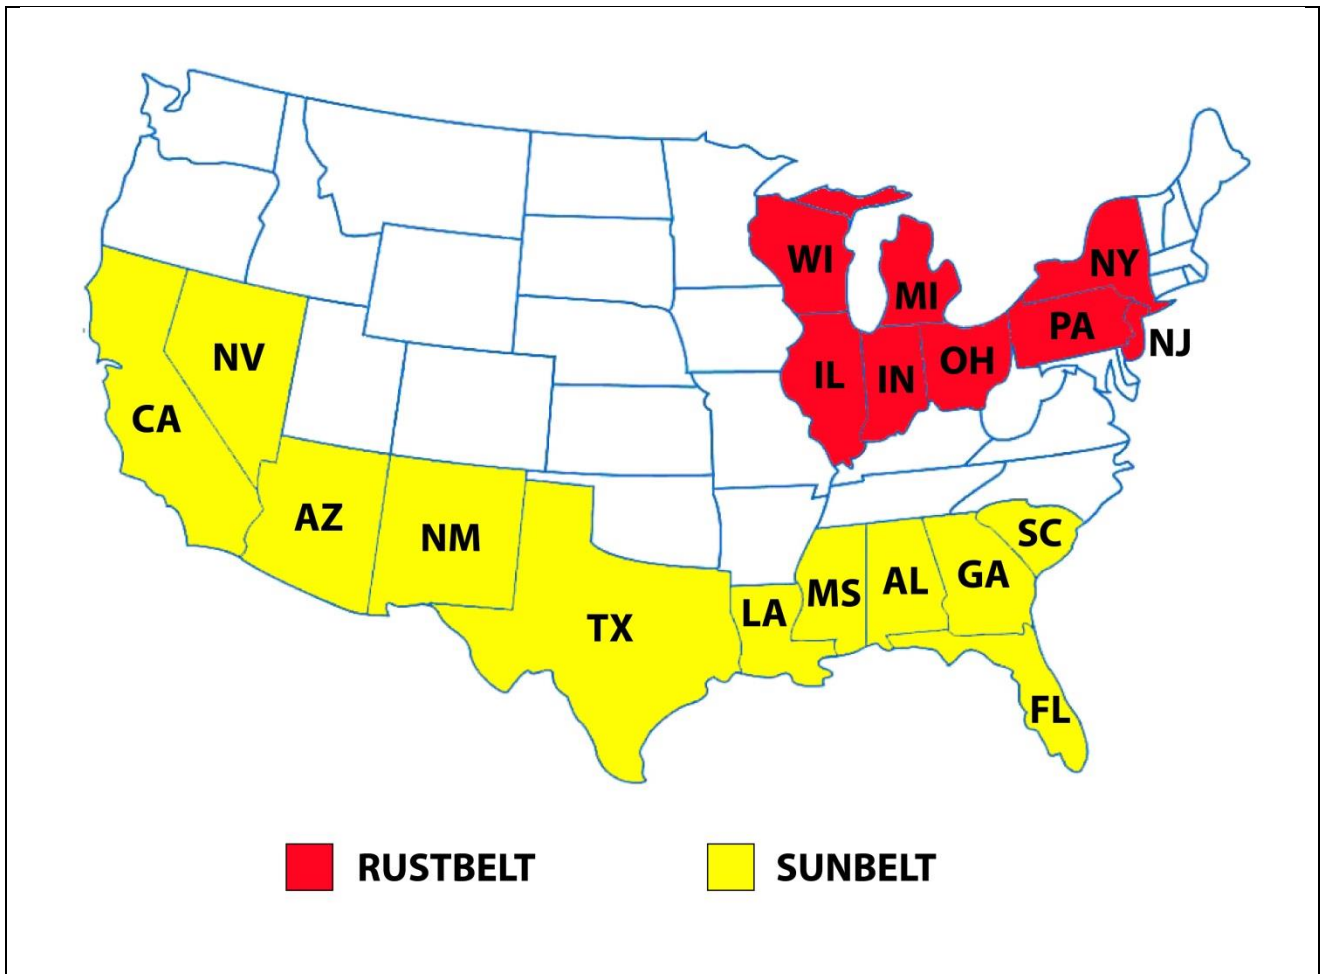 WI
NY
MI
PA
NJ
NV
OH
IL
IN
CA
AZ
NM
SC
GA
AL
MS
LA
TX
FL
RUSTBELT
SUNBELT